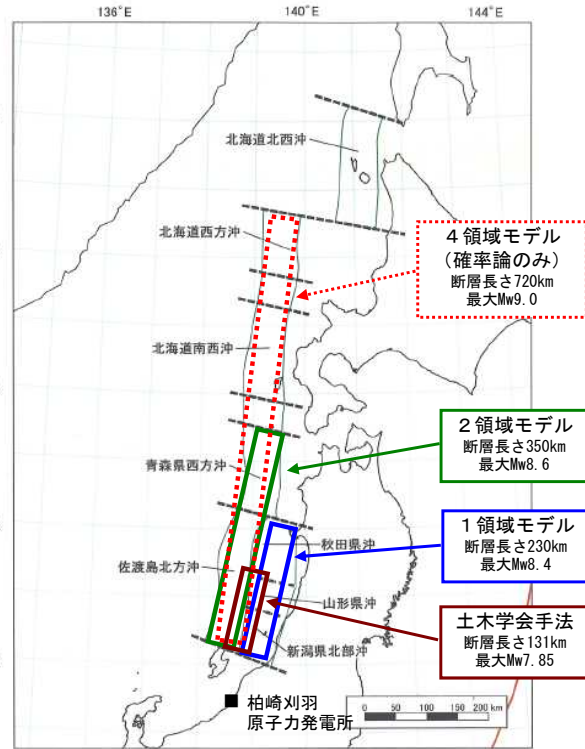 136°E
140°E
144°E
北海道北西沖
北海道西方沖
4領域モデル
(確率論のみ)
断層長さ720km
最大Mw9.0
北海道南西沖
2領域モデル
断層長さ350km
最大Mw8.6
青森県西方沖
1領域モデル
断層長さ230km
最大Mw8.4
秋田県沖
佐渡島北方沖
山形県沖
土木学会手法
断層長さ131km
最大Mw7.85
新潟県北部沖
■ 柏崎刈羽
原子力発電所
0 50 100 150 200 km